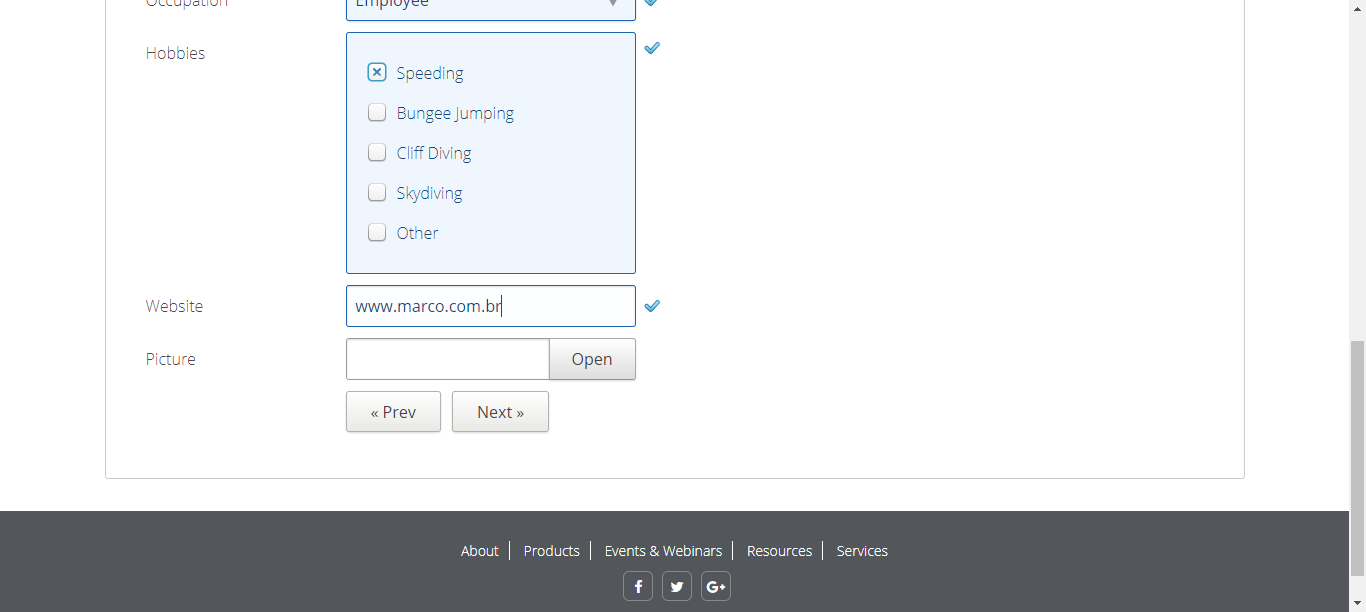 Occupation Employee
Hobbies
Speeding
Bungee Jumping
Cliff Diving
Skydiving
Other
Website www.marco.com.br
Picture Open
« Prev Next »
About Products Events & Webinars Resources Services
f G+